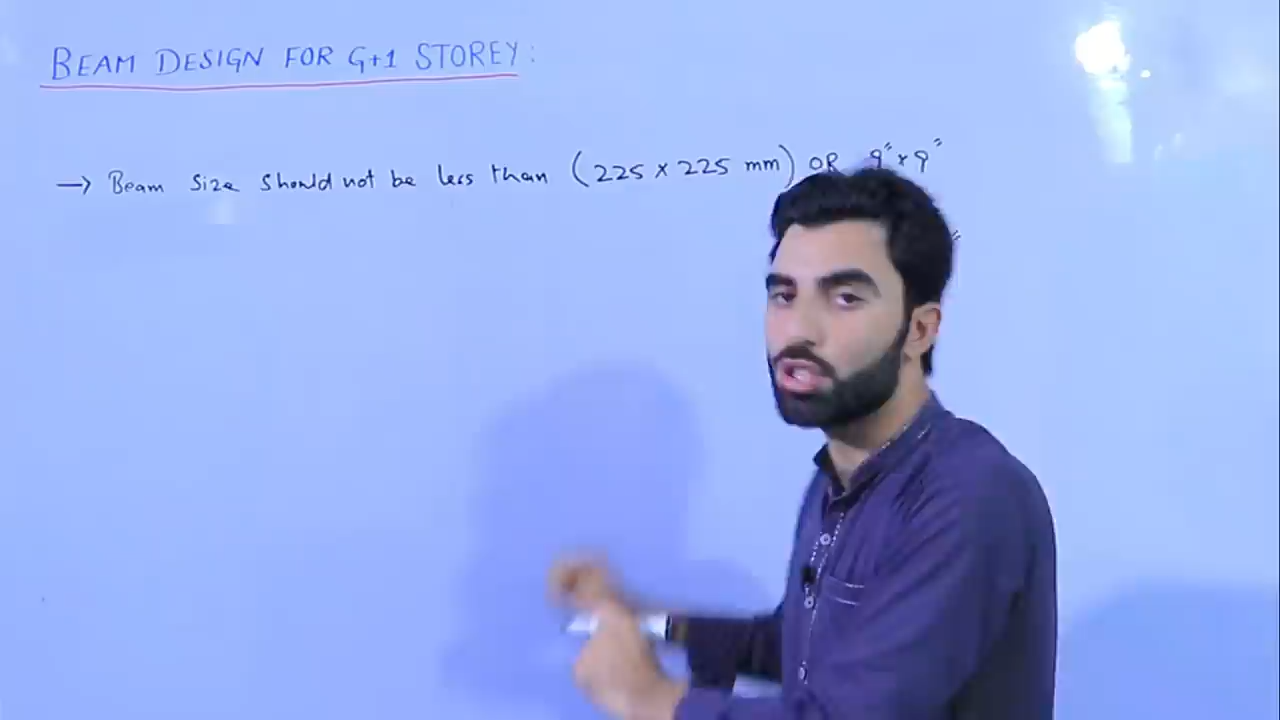 BEAM DESIGN FOR G+1 STOREY:
→ Beam Size Should not be less than (225 x 225 mm) OR 9" x 9"